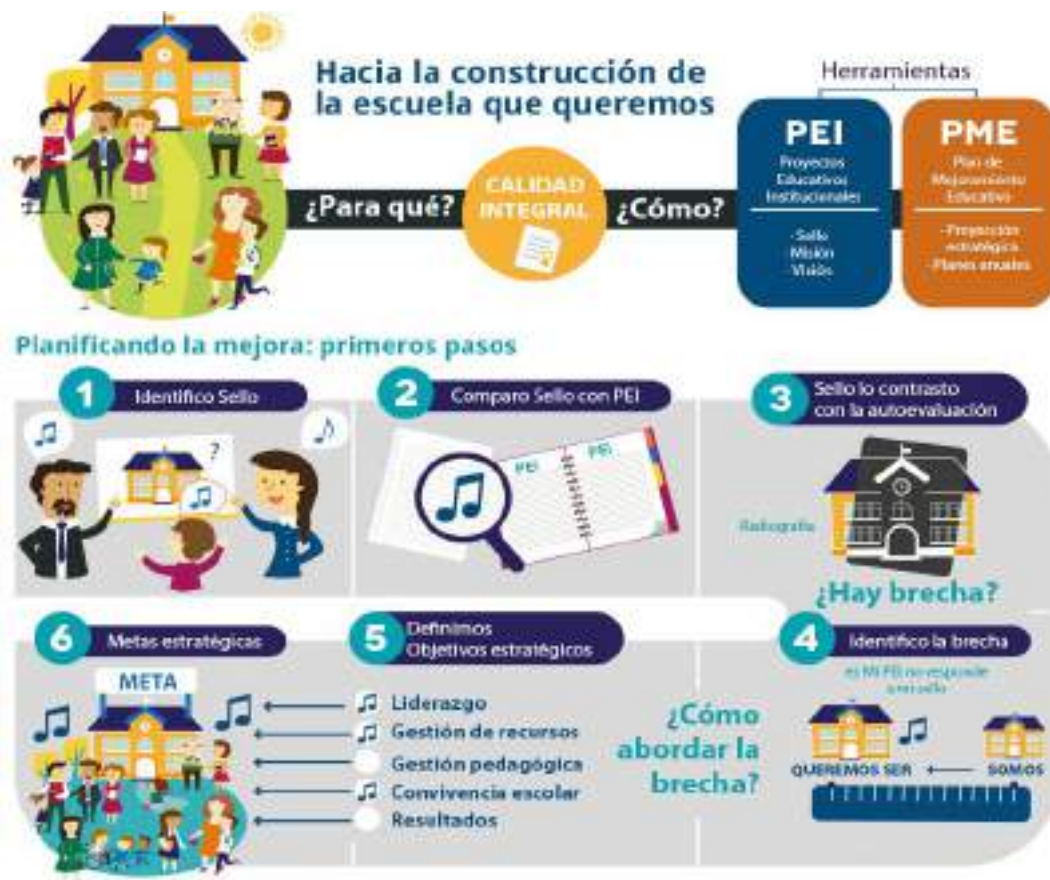 Hacia la construcción de
la escuela que queremos
¿Para qué?
CALIDAD
INTEGRAL
¿Cómo?
Herramientas
PEI
Proyectos
Educativos
Institucionales
-Sello
-Misión
-Visión
PME
Plan de
Mejoramiento
Educativo
-Proyección
estratégica
-Planes anuales
Planificando la mejora: primeros pasos
1
Identifico Sello
?
2
Comparo Sello con PEI
PEI
PEI
3
Sello lo contrasto
con la autoevaluación
Radiografía
¿Hay brecha?
4
Identifico la brecha
QUEREMOS SER
SOMOS
¿Cómo
abordar la
brecha?
5
Definimos
Objetivos estratégicos
Liderazgo
Gestión de recursos
Gestión pedagógica
Convivencia escolar
Resultados
6
Metas estratégicas
META